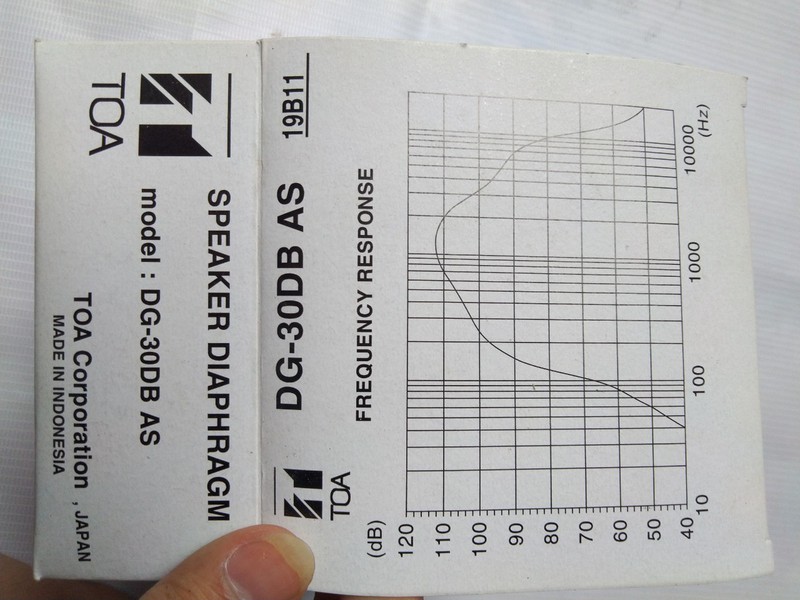 TOA
SPEAKER DIAPHRAGM
model : DG-30DB AS
TOA Corporation , JAPAN
MADE IN INDONESIA
TOA
DG-30DB AS
19B11
FREQUENCY RESPONSE
(dB)
120
110
100
90
80
70
60
50
40
10
100
1000
10000
(Hz)